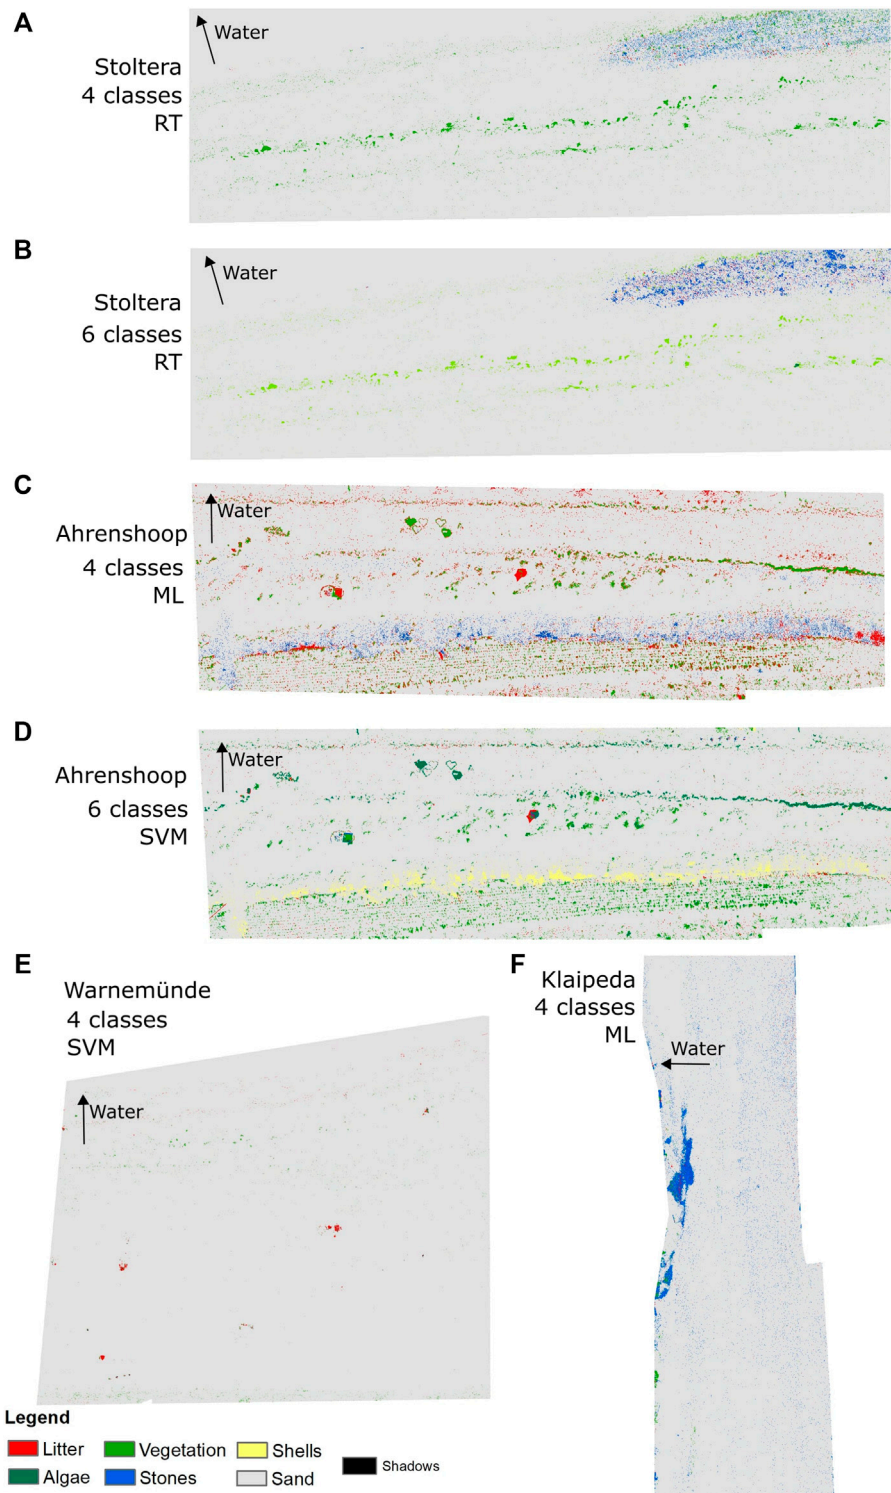 A
Water
Stoltera
4 classes
RT
B
Water
Stoltera
6 classes
RT
C
Water
Ahrenshoop
4 classes
ML
D
Water
Ahrenshoop
6 classes
SVM
E
Warnemünde
4 classes
SVM
Water
F
Klaipeda
4 classes
ML
Water
Legend
Litter
Vegetation
Shells
Shadows
Algae
Stones
Sand